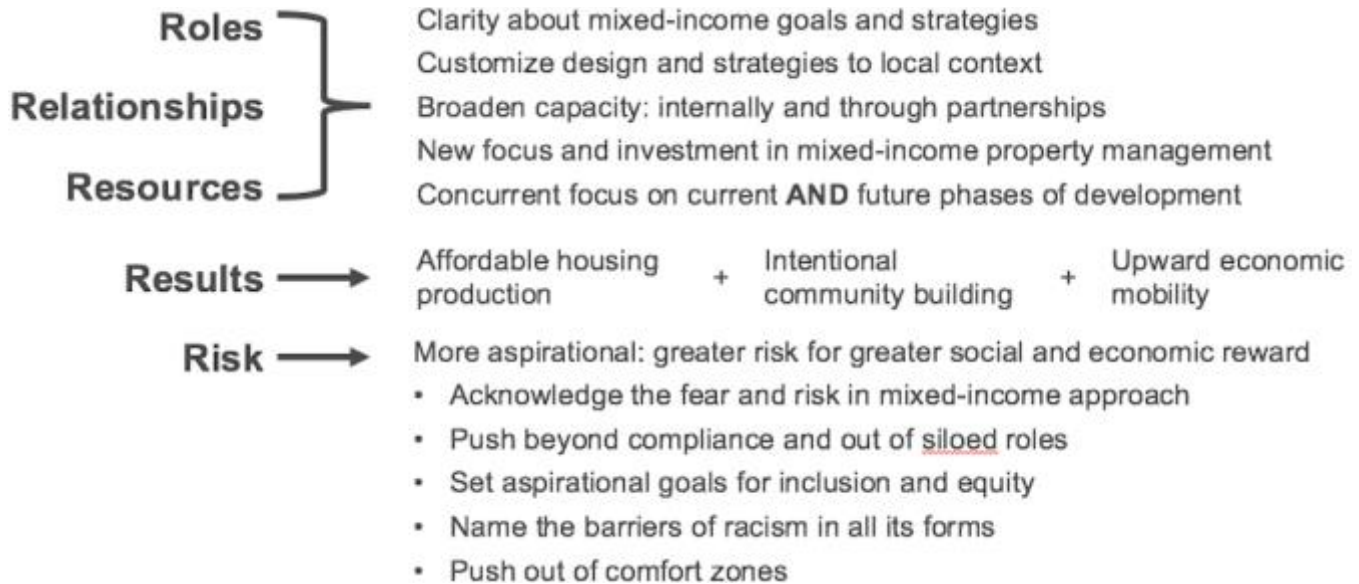 Roles
Relationships
Resources
Clarity about mixed-income goals and strategies
Customize design and strategies to local context
Broaden capacity: internally and through partnerships
New focus and investment in mixed-income property management
Concurrent focus on current AND future phases of development
Results
Affordable housing
production
+
Intentional
community building
+
Upward economic
mobility
Risk
More aspirational: greater risk for greater social and economic reward
• Acknowledge the fear and risk in mixed-income approach
• Push beyond compliance and out of siloed roles
• Set aspirational goals for inclusion and equity
• Name the barriers of racism in all its forms
• Push out of comfort zones